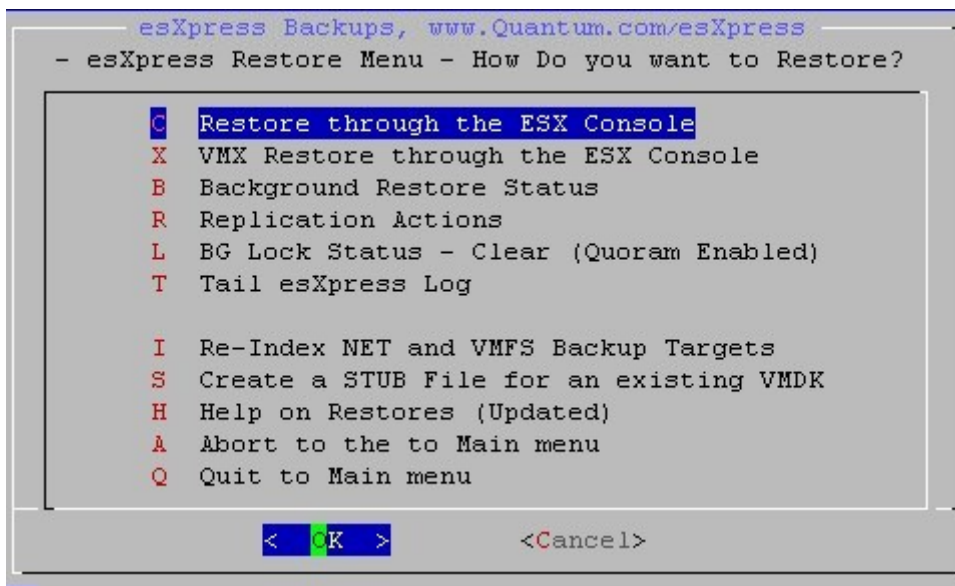 esXpress Backups, www.Quantum.com/esXpress
- esXpress Restore Menu - How Do you want to Restore?
C Restore through the ESX Console
X VMX Restore through the ESX Console
B Background Restore Status
R Replication Actions
L BG Lock Status - Clear (Quoram Enabled)
T Tail esXpress Log
I Re-Index NET and VMFS Backup Targets
S Create a STUB File for an existing VMDK
H Help on Restores (Updated)
A Abort to the to Main menu
Q Quit to Main menu
< OK > <Cancel>